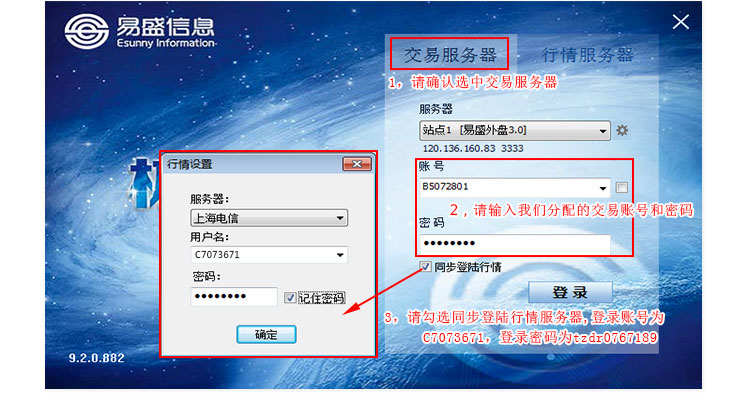 易盛信息
Esunny Information
交易服务器
行情服务器
1，请确认选中交易服务器
服务器
站点1 [易盛外盘3.0]
120.136.160.83 3333
账 号
B5072801
2，请输入我们分配的交易账号和密码
密 码
••••••••
同步登陆行情
登 录
3，请勾选同步登陆行情服务器,登录账号为
C7073671，登录密码为tzdr0767189
行情设置
服务器：
上海电信
用户名：
C7073671
密码：
••••••••
记住密码
确定
9.2.0.882